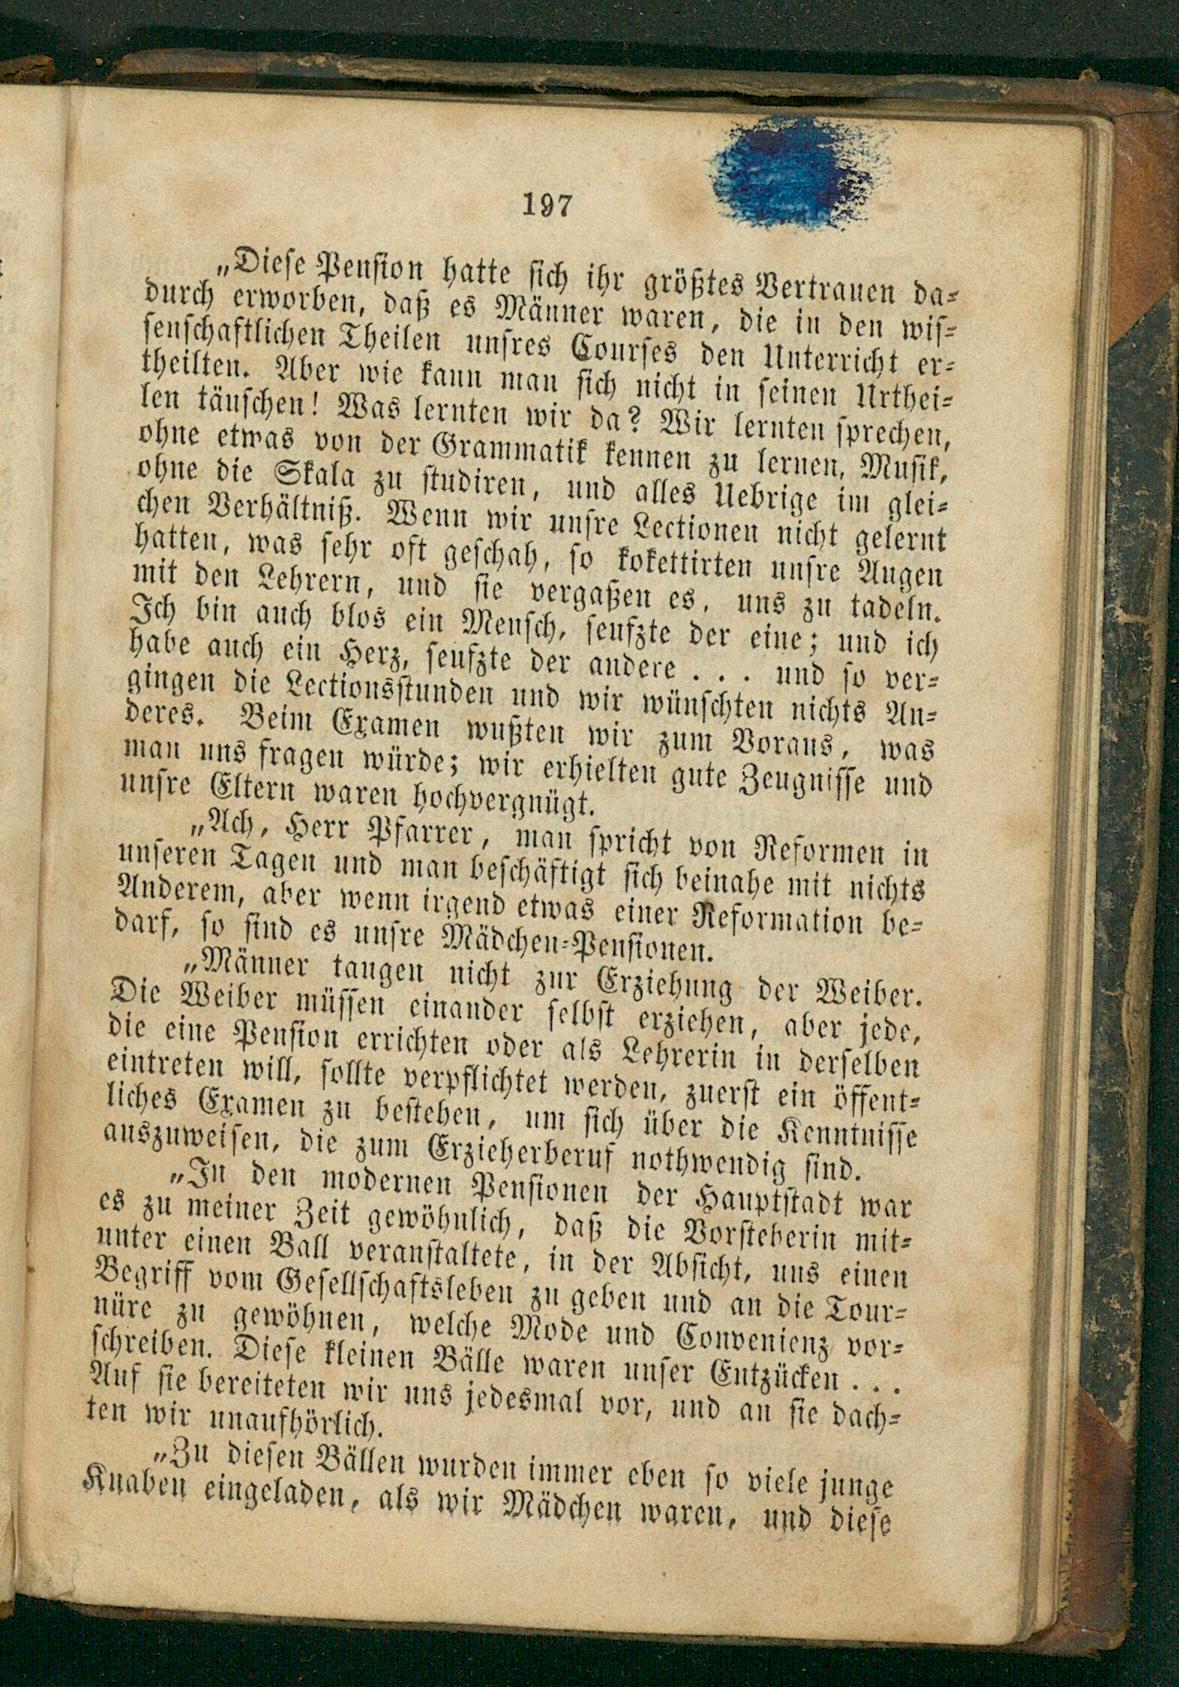 197
„Diese Pension hatte sich ihr größtes Vertrauen da-
durch erworben, daß es Männer waren, die in den wis-
senschaftlichen Theilen unsres Courses den Unterricht er-
theilten. Aber wie kann man sich nicht in seinen Urthei-
len täuschen! Was lernten wir da? Wir lernten sprechen,
ohne etwas von der Grammatik kennen zu lernen, Musik,
ohne die Skala zu studiren, und alles Uebrige im glei-
chen Verhältniß. Wenn wir unsre Lectionen nicht gelernt
hatten, was sehr oft geschah, so kokettirten unsre Augen
mit den Lehrern, und sie vergaßen es, uns zu tadeln.
Ich bin auch blos ein Mensch, seufzte der eine; und ich
habe auch ein Herz, seufzte der andere . . . und so ver-
gingen die Lectionsstunden und wir wünschten nichts An-
deres. Beim Examen wußten wir zum Voraus, was
man uns fragen würde; wir erhielten gute Zeugnisse und
unsre Eltern waren hochvergnügt.
„Ach, Herr Pfarrer, man spricht von Reformen in
unseren Tagen und man beschäftigt sich beinahe mit nichts
Anderem, aber wenn irgend etwas einer Reformation be-
darf, so sind es unsre Mädchen-Pensionen.
„Männer taugen nicht zur Erziehung der Weiber.
Die Weiber müssen einander selbst erziehen, aber jede,
die eine Pension errichten oder als Lehrerin in derselben
eintreten will, sollte verpflichtet werden, zuerst ein öffent-
liches Examen zu bestehen, um sich über die Kenntnisse
auszuweisen, die zum Erzieherberuf nothwendig sind.
„In den modernen Pensionen der Hauptstadt war
es zu meiner Zeit gewöhnlich, daß die Vorsteherin mit-
unter einen Ball veranstaltete, in der Absicht, uns einen
Begriff vom Gesellschaftsleben zu geben und an die Tour-
nüre zu gewöhnen, welche Mode und Convenienz vor-
schreiben. Diese kleinen Bälle waren unser Entzücken . . .
Auf sie bereiteten wir uns jedesmal vor, und an sie dach-
ten wir unaufhörlich.
„Zu diesen Bällen wurden immer eben so viele junge
Knaben eingeladen, als wir Mädchen waren, und diese